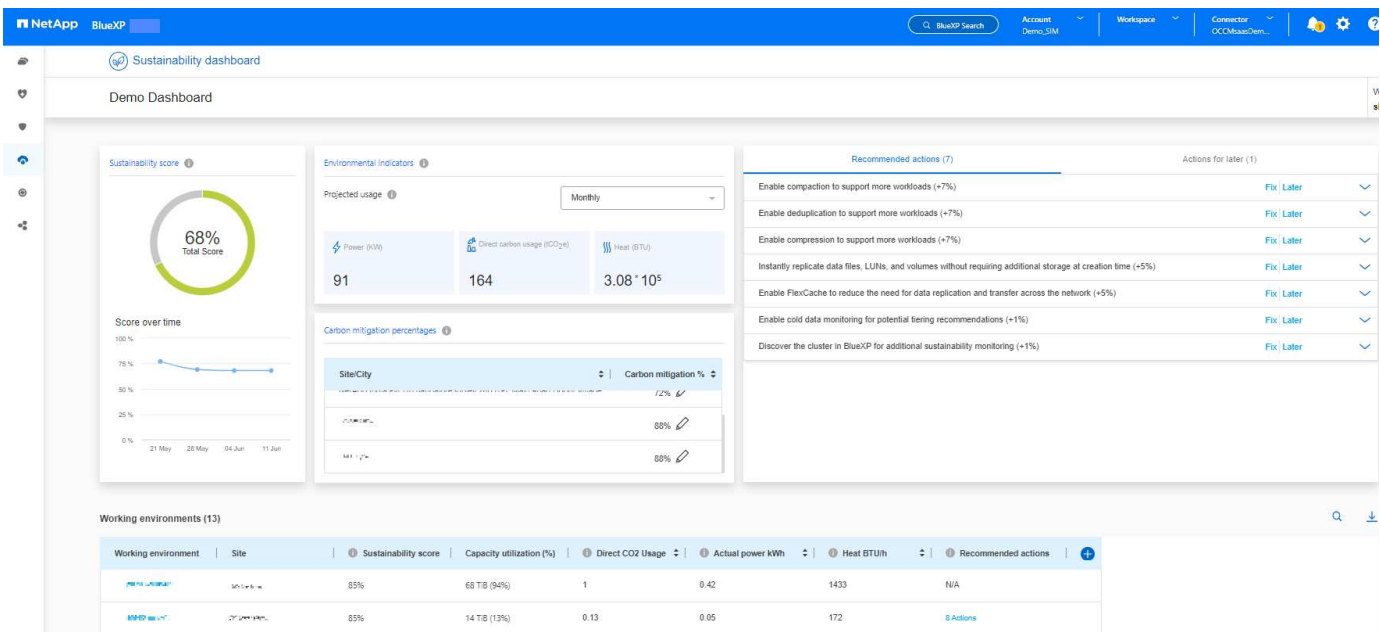 NetApp BlueXP
BlueXP Search
Account
Demo_SIM
Workspace
Connector
OCCMsaasDem...
1
Sustainability dashboard
Demo Dashboard
Sustainability score
68%
Total Score
Score over time
100 %
75 %
50 %
25 %
0 %
21 May 28 May 04 Jun 11 Jun
Environmental indicators
Projected usage
Monthly
Power (KW)
91
Direct carbon usage (tCO2e)
164
Heat (BTU)
3.08 * 10⁵
Carbon mitigation percentages
Site/City Carbon mitigation %
72%
88%
88%
Recommended actions (7) Actions for later (1)
Enable compaction to support more workloads (+7%) Fix Later
Enable deduplication to support more workloads (+7%) Fix Later
Enable compression to support more workloads (+7%) Fix Later
Instantly replicate data files, LUNs, and volumes without requiring additional storage at creation time (+5%) Fix Later
Enable FlexCache to reduce the need for data replication and transfer across the network (+5%) Fix Later
Enable cold data monitoring for potential tiering recommendations (+1%) Fix Later
Discover the cluster in BlueXP for additional sustainability monitoring (+1%) Fix Later
Working environments (13)
Working environment Site Sustainability score Capacity utilization (%) Direct CO2 Usage Actual power kWh Heat BTU/h Recommended actions
85% 68 TiB (94%) 1 0.42 1433 N/A
85% 14 TiB (13%) 0.13 0.05 172 8 Actions